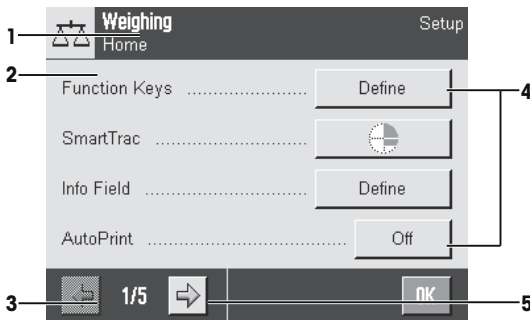 Weighing
Setup
Home
1
2
Function Keys ........................ Define
4
SmartTrac ..............................
Info Field ................................ Define
AutoPrint ...................................... Off
3
1/5
OK
5